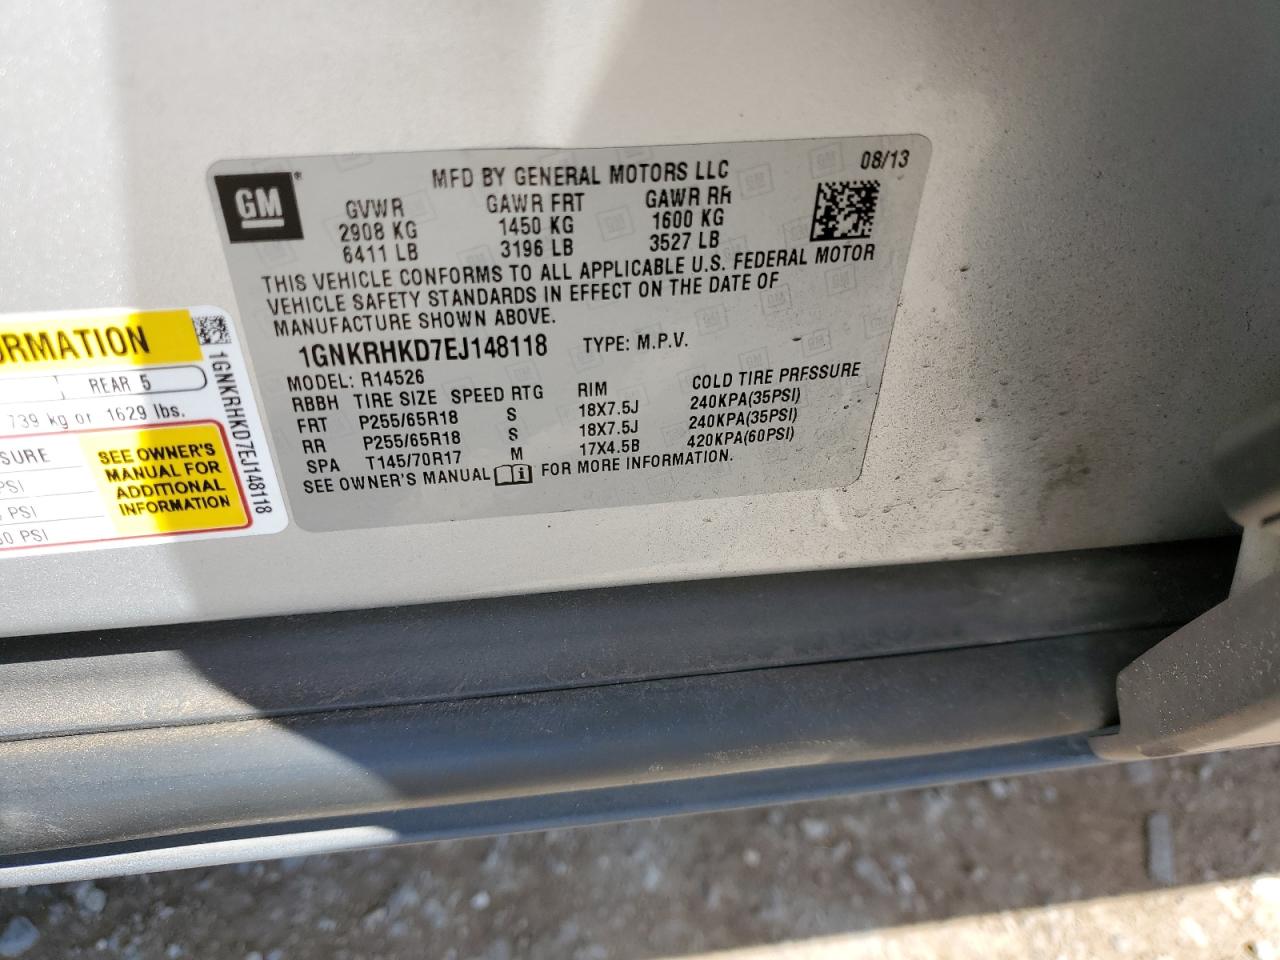 GM®
MFD BY GENERAL MOTORS LLC
08/13
GVWR GAWR FRT GAWR RR
2908 KG 1450 KG 1600 KG
6411 LB 3196 LB 3527 LB
THIS VEHICLE CONFORMS TO ALL APPLICABLE U.S. FEDERAL MOTOR
VEHICLE SAFETY STANDARDS IN EFFECT ON THE DATE OF
MANUFACTURE SHOWN ABOVE.
1GNKRHKD7EJ148118 TYPE: M.P.V.
MODEL: R14526
RBBH TIRE SIZE SPEED RTG RIM COLD TIRE PRESSURE
FRT P255/65R18 S 18X7.5J 240KPA(35PSI)
RR P255/65R18 S 18X7.5J 240KPA(35PSI)
SPA T145/70R17 M 17X4.5B 420KPA(60PSI)
SEE OWNER'S MANUAL FOR MORE INFORMATION.
ORMATION
REAR 5
739 kg or 1629 lbs.
SSURE
PSI
PSI
60 PSI
SEE OWNER'S
MANUAL FOR
ADDITIONAL
INFORMATION
1GNKRHKD7EJ148118